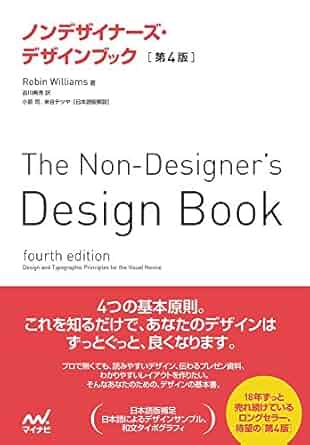 ノンデザイナーズ・
デザインブック [第4版]
Robin Williams 著
吉川典秀 訳
小原 司、米谷テツヤ [日本語版解説]
The Non-Designer's
Design Book
fourth edition
Design and Typographic Principles for the Visual Novice
4つの基本原則。
これを知るだけで、あなたのデザインは
ずっとぐっと、良くなります。
プロで無くても、読みやすいデザイン、伝わるプレゼン資料、
わかりやすいレイアウトを作りたい。
そんなあなたのための、デザインの基本書。
18年ずっと
売れ続けている
ロングセラー、
待望の「第4版」
マイナビ
日本語版補足
日本語によるデザインサンプル、
和文タイポグラフィ